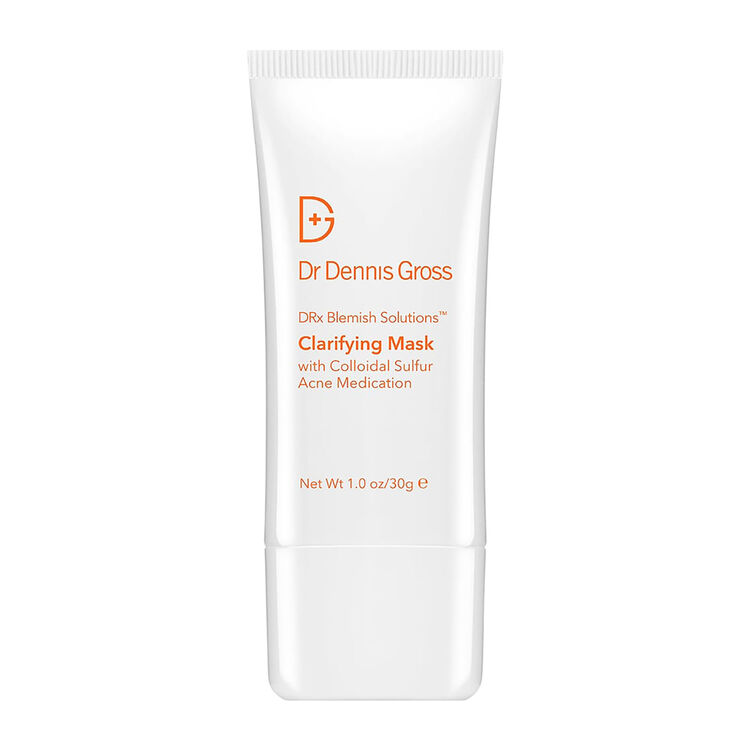 D+G
Dr Dennis Gross
DRx Blemish Solutions™
Clarifying Mask
with Colloidal Sulfur
Acne Medication
Net Wt 1.0 oz/30g ℮